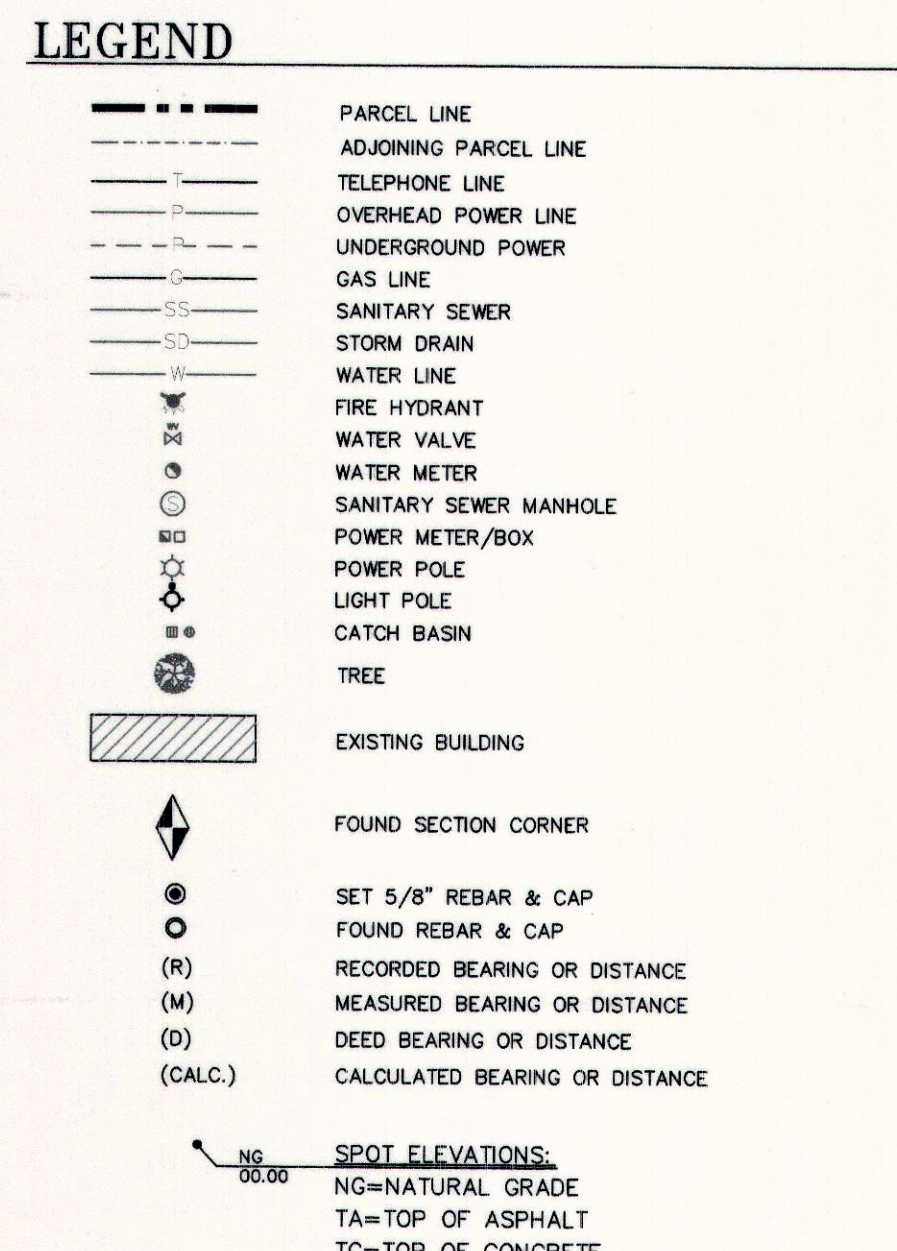 LEGEND
PARCEL LINE
ADJOINING PARCEL LINE
T TELEPHONE LINE
P OVERHEAD POWER LINE
P UNDERGROUND POWER
G GAS LINE
SS SANITARY SEWER
SD STORM DRAIN
W WATER LINE
FIRE HYDRANT
WV WATER VALVE
WATER METER
S SANITARY SEWER MANHOLE
POWER METER/BOX
POWER POLE
LIGHT POLE
CATCH BASIN
TREE
EXISTING BUILDING
FOUND SECTION CORNER
SET 5/8" REBAR & CAP
FOUND REBAR & CAP
(R) RECORDED BEARING OR DISTANCE
(M) MEASURED BEARING OR DISTANCE
(D) DEED BEARING OR DISTANCE
(CALC.) CALCULATED BEARING OR DISTANCE
NG SPOT ELEVATIONS:
00.00
NG=NATURAL GRADE
TA=TOP OF ASPHALT
TC=TOP OF CONCRETE